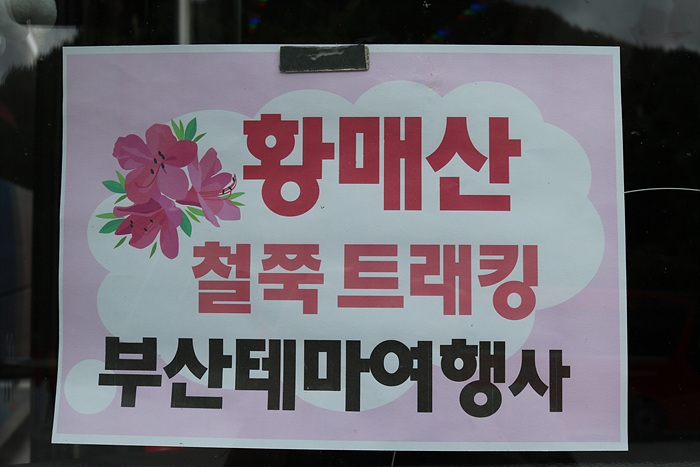 황매산
철쭉 트래킹
부산테마여행사